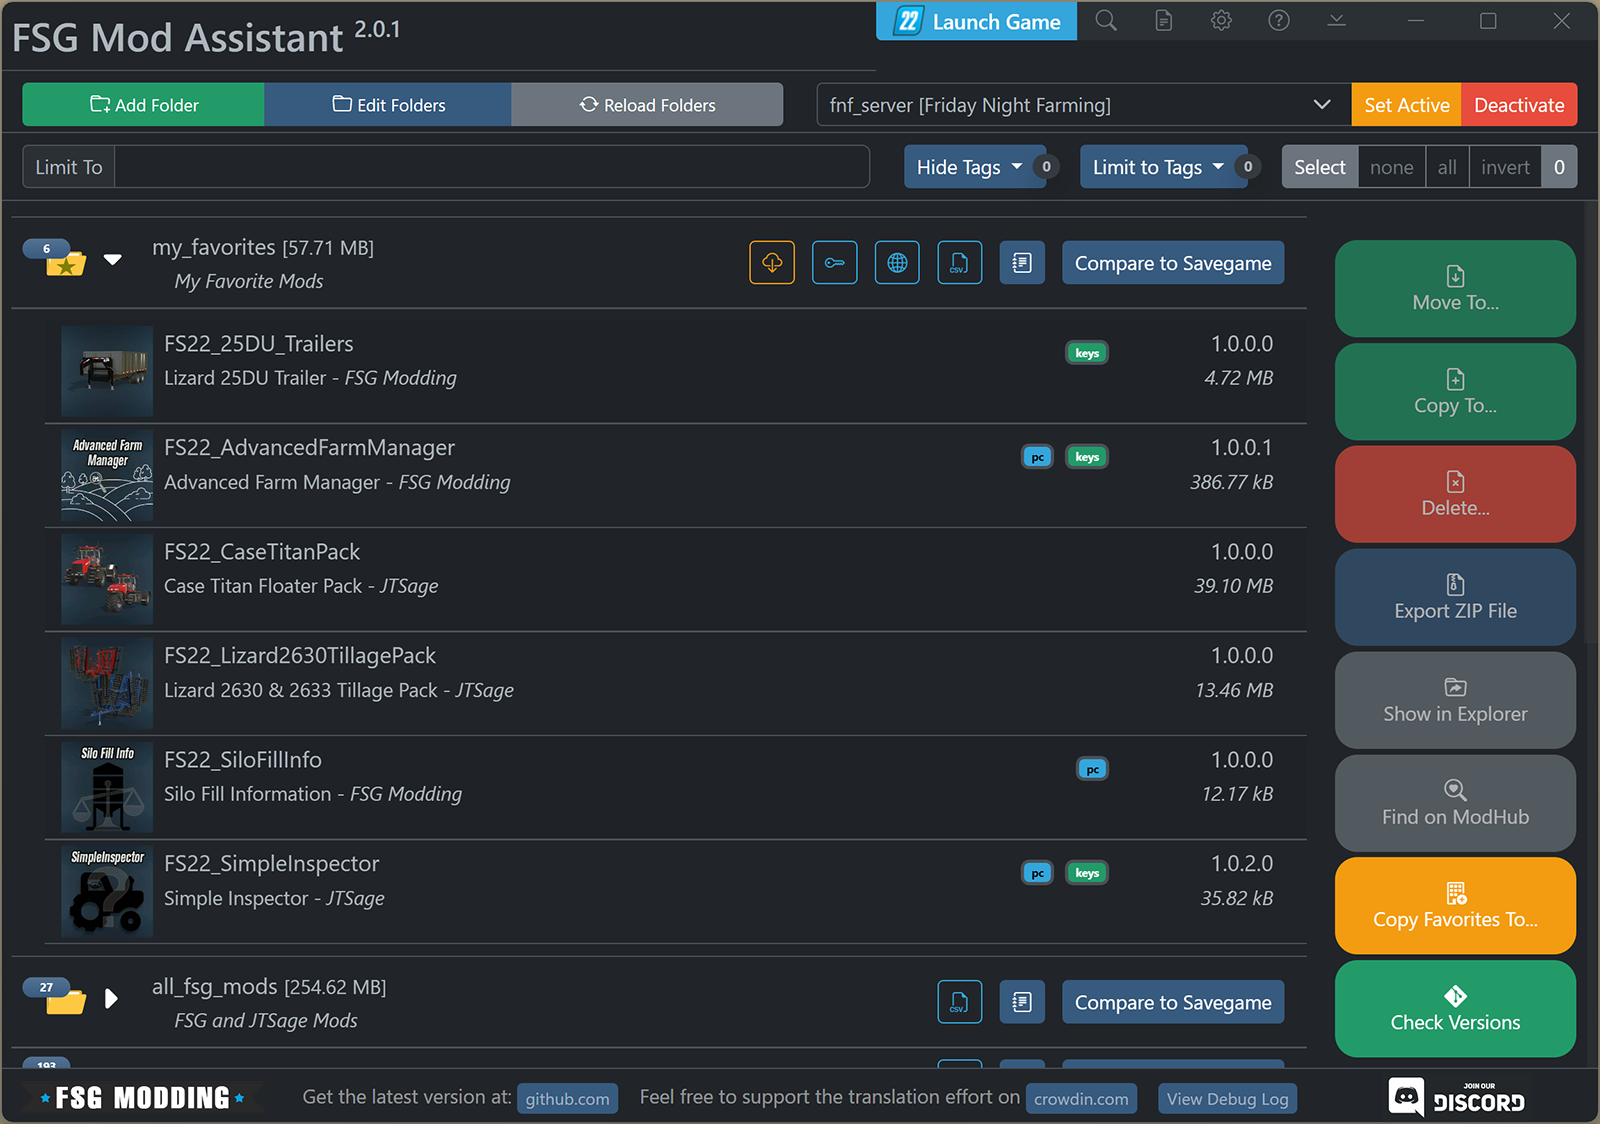 FSG Mod Assistant 2.0.1
22 Launch Game
Add Folder
Edit Folders
Reload Folders
fnf_server [Friday Night Farming]
Set Active
Deactivate
Limit To
Hide Tags 0
Limit to Tags 0
Select none all invert 0
6
my_favorites [57.71 MB]
My Favorite Mods
CSV
Compare to Savegame
FS22_25DU_Trailers
Lizard 25DU Trailer - FSG Modding
keys
1.0.0.0
4.72 MB
Advanced Farm
Manager
FS22_AdvancedFarmManager
Advanced Farm Manager - FSG Modding
pc keys
1.0.0.1
386.77 kB
FS22_CaseTitanPack
Case Titan Floater Pack - JTSage
1.0.0.0
39.10 MB
FS22_Lizard2630TillagePack
Lizard 2630 & 2633 Tillage Pack - JTSage
1.0.0.0
13.46 MB
Silo Fill Info
FS22_SiloFillInfo
Silo Fill Information - FSG Modding
pc
1.0.0.0
12.17 kB
SimpleInspector
FS22_SimpleInspector
Simple Inspector - JTSage
pc keys
1.0.2.0
35.82 kB
27
all_fsg_mods [254.62 MB]
FSG and JTSage Mods
CSV
Compare to Savegame
193
Move To...
Copy To...
Delete...
Export ZIP File
Show in Explorer
Find on ModHub
Copy Favorites To...
Check Versions
FSG MODDING
Get the latest version at: github.com
Feel free to support the translation effort on crowdin.com
View Debug Log
JOIN OUR
DISCORD